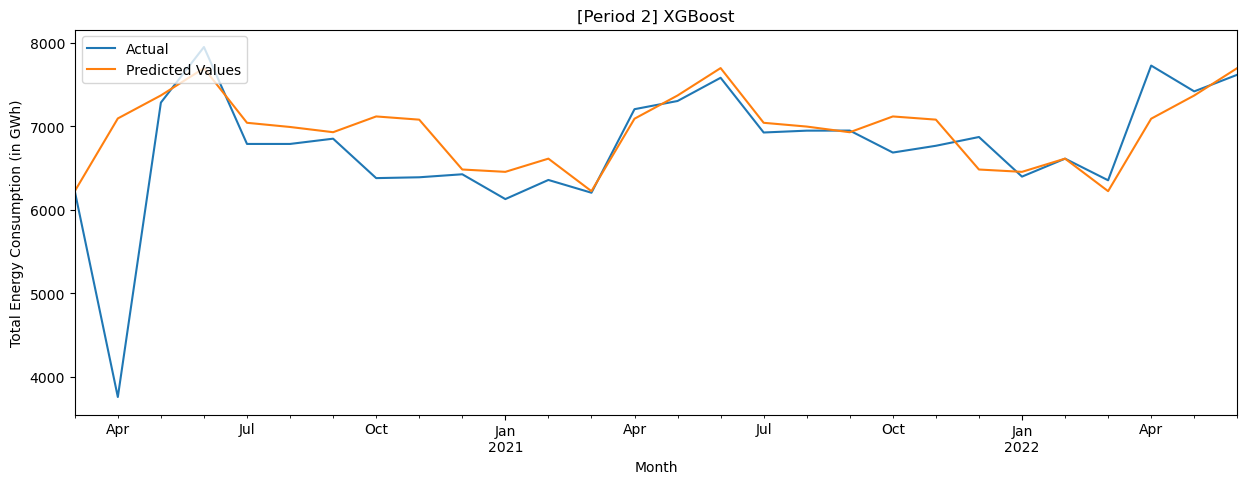 [Period 2] XGBoost
Actual
Predicted Values
Total Energy Consumption (in GWh)
8000
7000
6000
5000
4000
Apr Jul Oct Jan Apr Jul Oct Jan Apr
2021 2022
Month